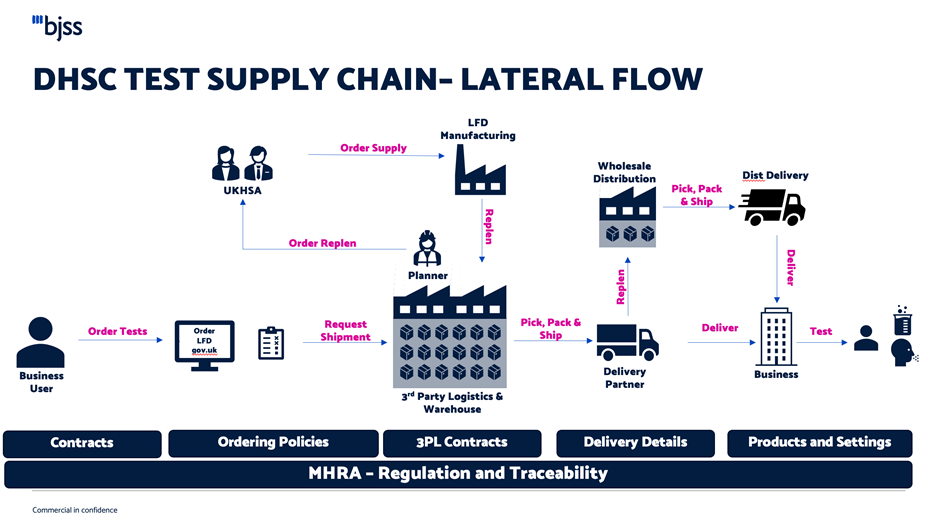 bjss
DHSC TEST SUPPLY CHAIN– LATERAL FLOW
LFD
Manufacturing
Order Supply
UKHSA
Wholesale
Distribution
Dist Delivery
Pick, Pack
& Ship
Replen
Order Replen
Planner
Replen
Deliver
Order Tests
Order
LFD
gov.uk
Request
Shipment
Pick, Pack &
Ship
Deliver
Test
Business
User
3rd Party Logistics &
Warehouse
Delivery
Partner
Business
Contracts
Ordering Policies
3PL Contracts
Delivery Details
Products and Settings
MHRA – Regulation and Traceability
Commercial in confidence